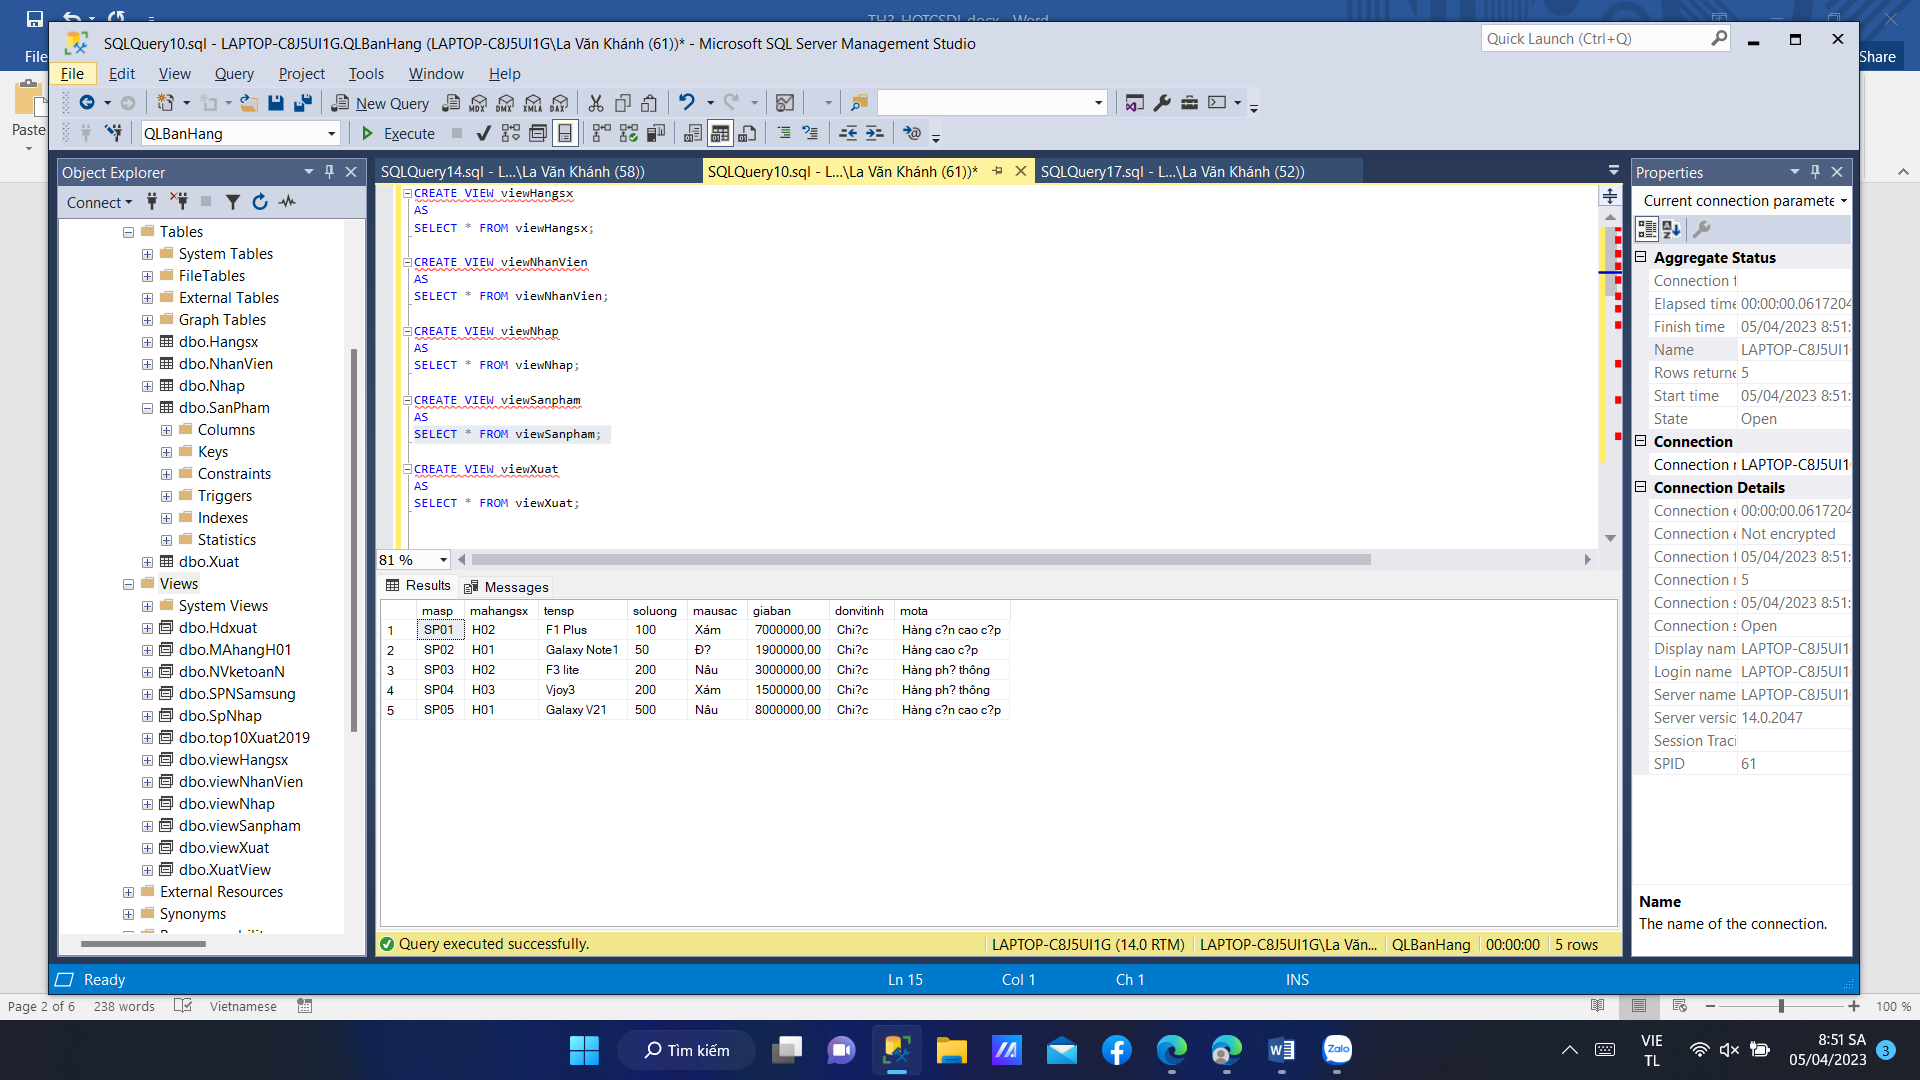 TH3_HQTCSDL.docx - Word
SQLQuery10.sql - LAPTOP-C8J5UI1G.QLBanHang (LAPTOP-C8J5UI1G\La Văn Khánh (61))* - Microsoft SQL Server Management Studio
Quick Launch (Ctrl+Q)
File
Share
File Edit View Query Project Tools Window Help
New Query
MDX DMX XMLA DAX
Paste
QLBanHang
Execute
Object Explorer
Connect
Tables
System Tables
FileTables
External Tables
Graph Tables
dbo.Hangsx
dbo.NhanVien
dbo.Nhap
dbo.SanPham
Columns
Keys
Constraints
Triggers
Indexes
Statistics
dbo.Xuat
Views
System Views
dbo.Hdxuat
dbo.MAhangH01
dbo.NVketoanN
dbo.SPNSamsung
dbo.SpNhap
dbo.top10Xuat2019
dbo.viewHangsx
dbo.viewNhanVien
dbo.viewNhap
dbo.viewSanpham
dbo.viewXuat
dbo.XuatView
External Resources
Synonyms
SQLQuery14.sql - L...\La Văn Khánh (58))
SQLQuery10.sql - L...\La Văn Khánh (61))*
SQLQuery17.sql - L...\La Văn Khánh (52))
CREATE VIEW viewHangsx
AS
SELECT * FROM viewHangsx;
CREATE VIEW viewNhanVien
AS
SELECT * FROM viewNhanVien;
CREATE VIEW viewNhap
AS
SELECT * FROM viewNhap;
CREATE VIEW viewSanpham
AS
SELECT * FROM viewSanpham;
CREATE VIEW viewXuat
AS
SELECT * FROM viewXuat;
81 %
Results Messages
masp mahangsx tensp soluong mausac giaban donvitinh mota
1 SP01 H02 F1 Plus 100 Xám 7000000,00 Chi?c Hàng c?n cao c?p
2 SP02 H01 Galaxy Note1 50 Đ? 1900000,00 Chi?c Hàng cao c?p
3 SP03 H02 F3 lite 200 Nâu 3000000,00 Chi?c Hàng ph? thông
4 SP04 H03 Vjoy3 200 Xám 1500000,00 Chi?c Hàng ph? thông
5 SP05 H01 Galaxy V21 500 Nâu 8000000,00 Chi?c Hàng c?n cao c?p
Query executed successfully.
LAPTOP-C8J5UI1G (14.0 RTM) LAPTOP-C8J5UI1G\La Văn... QLBanHang 00:00:00 5 rows
Properties
Current connection paramete
Aggregate Status
Connection f
Elapsed time 00:00:00.0617204
Finish time 05/04/2023 8:51:
Name LAPTOP-C8J5UI1
Rows returne 5
Start time 05/04/2023 8:51:
State Open
Connection
Connection n LAPTOP-C8J5UI1
Connection Details
Connection e 00:00:00.0617204
Connection e Not encrypted
Connection f 05/04/2023 8:51:
Connection r 5
Connection s 05/04/2023 8:51:
Connection s Open
Display nam LAPTOP-C8J5UI1
Login name LAPTOP-C8J5UI1
Server name LAPTOP-C8J5UI1
Server versic 14.0.2047
Session Traci
SPID 61
Name
The name of the connection.
Ready Ln 15 Col 1 Ch 1 INS
Page 2 of 6 238 words Vietnamese 100 %
Tìm kiếm
Zalo
VIE
TL
8:51 SA
05/04/2023
3